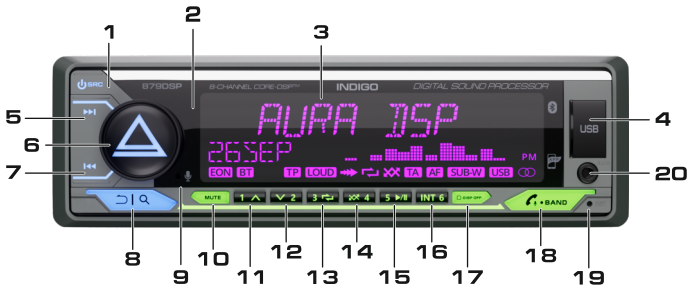 1 2 3
SRC 879DSP 8-CHANNEL CORE-DSP INDIGO DIGITAL SOUND PROCESSOR
5 AURA DSP 4
USB
6
26SEP PM
7 EON BT TP LOUD TA AF SUB-W USB 20
MUTE 1 2 3 4 5 INT 6 DISP OFF BAND
8 9 10 11 12 13 14 15 16 17 18 19